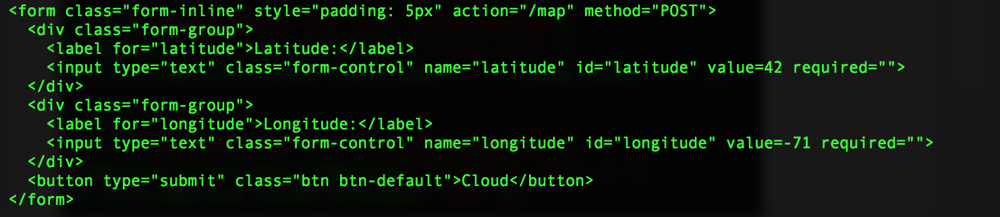 <form class="form-inline" style="padding: 5px" action="/map" method="POST">
  <div class="form-group">
    <label for="latitude">Latitude:</label>
    <input type="text" class="form-control" name="latitude" id="latitude" value=42 required="">
  </div>
  <div class="form-group">
    <label for="longitude">Longitude:</label>
    <input type="text" class="form-control" name="longitude" id="longitude" value=-71 required="">
  </div>
  <button type="submit" class="btn btn-default">Cloud</button>
</form>